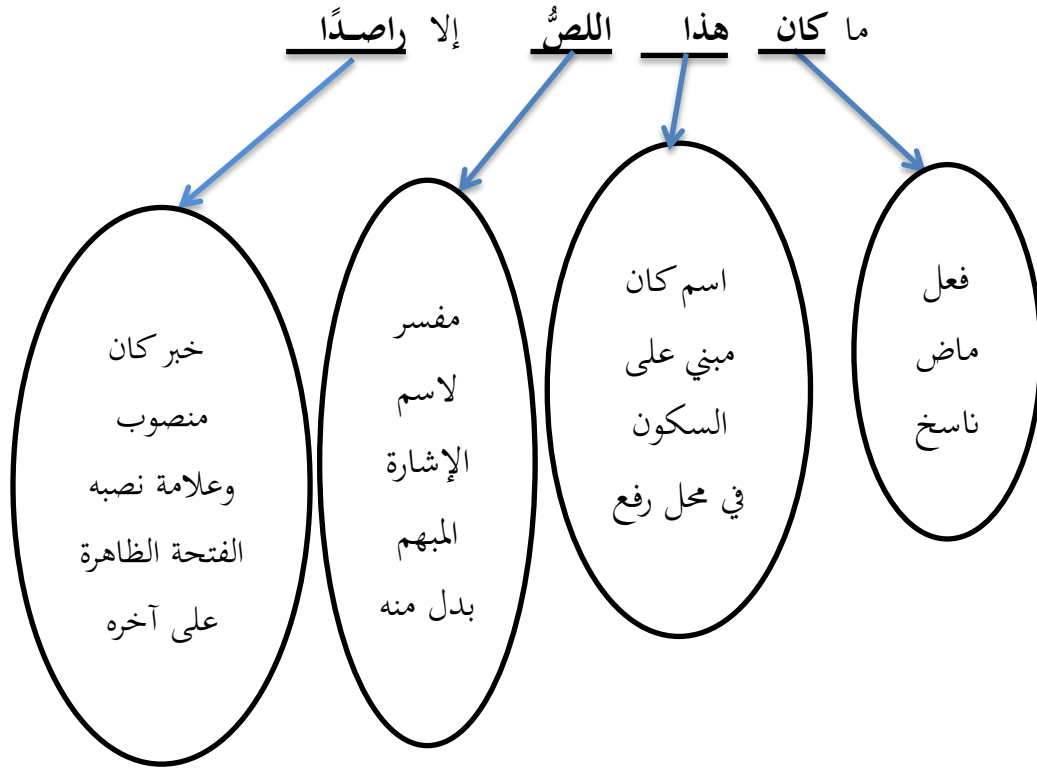 ما كان هذا اللصُّ إلا راصـدًا
فعل
ماض
ناسخ
اسم كان
مبني على
السكون
في محل رفع
مفسر
لاسم
الإشارة
المبهم
بدل منه
خبر كان
منصوب
وعلامة نصبه
الفتحة الظاهرة
على آخره